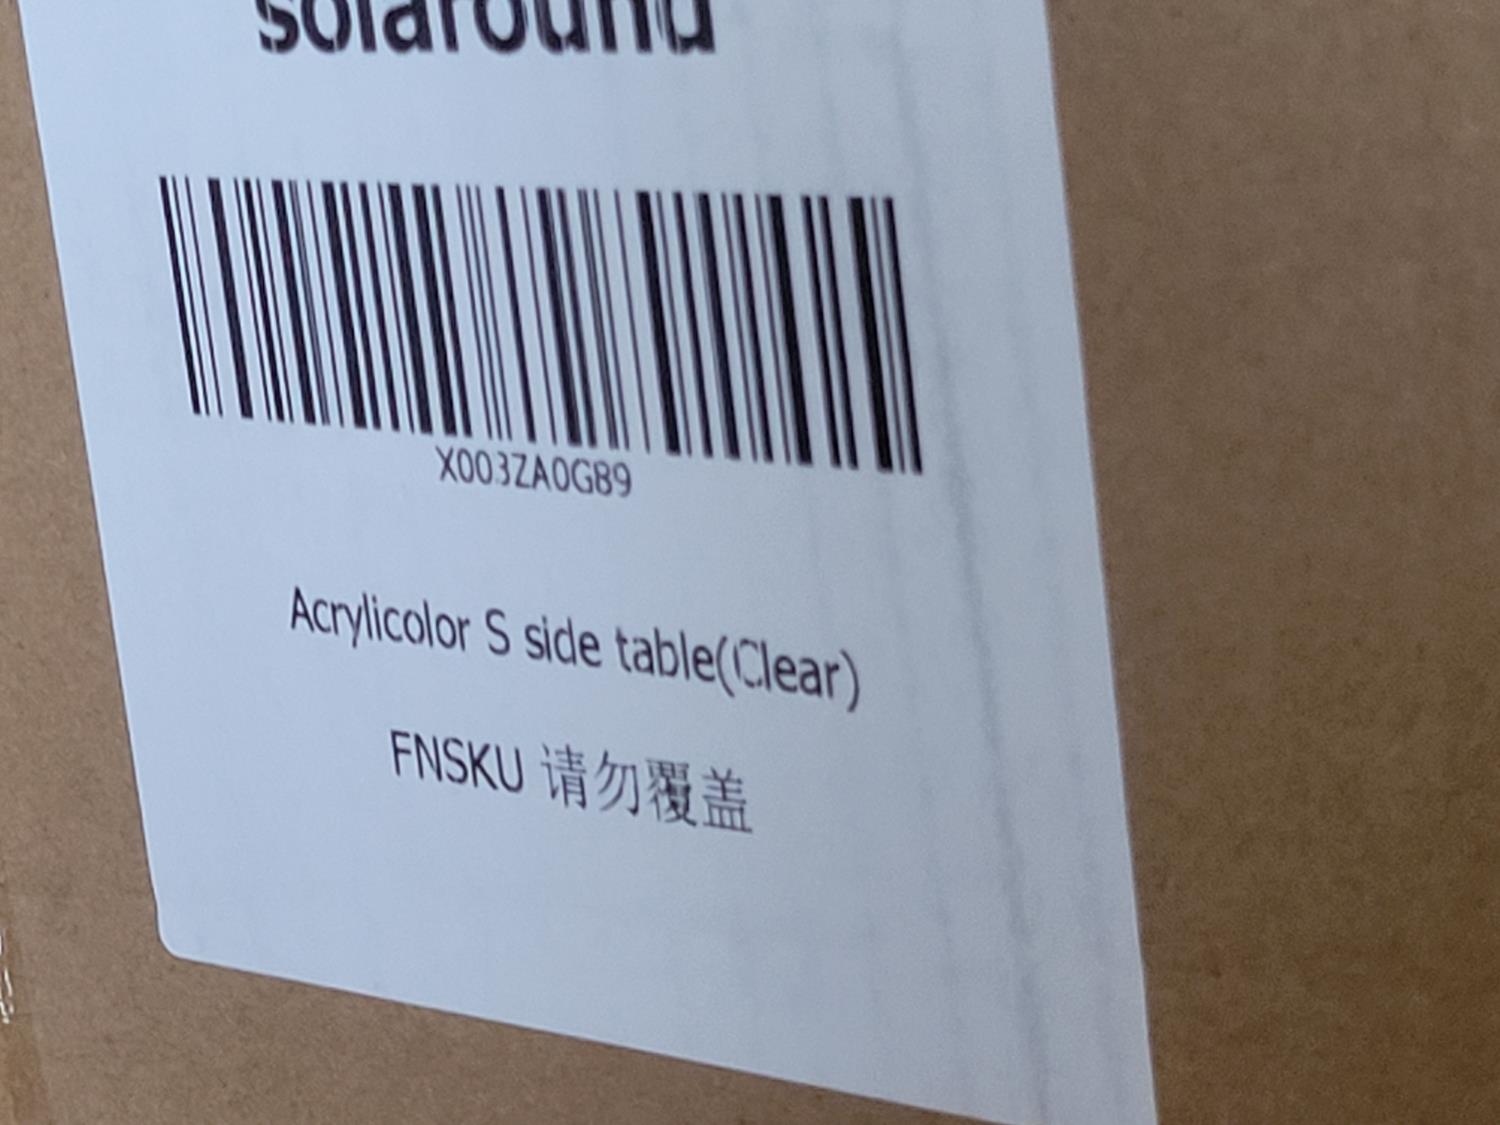 solaround
X003ZA0GB9
Acrylicolor S side table(Clear)
FNSKU 请勿覆盖